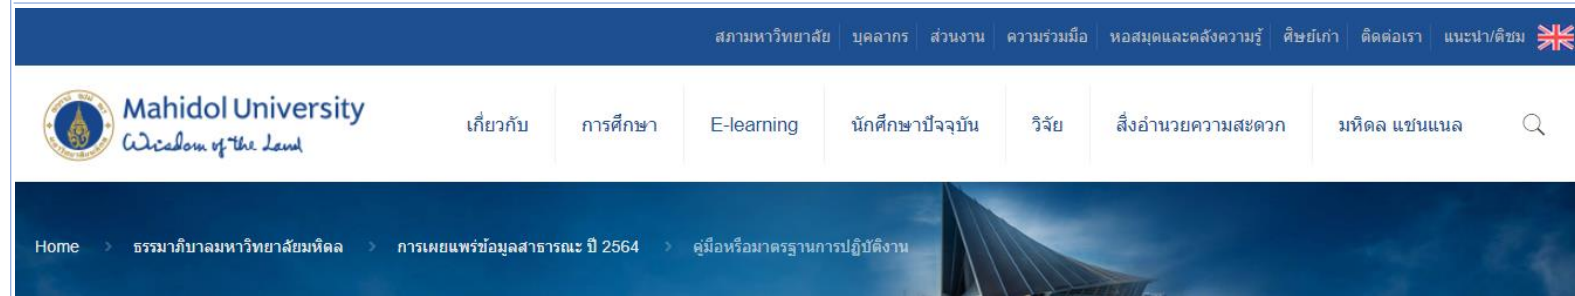 สภามหาวิทยาลัย บุคลากร ส่วนงาน ความร่วมมือ หอสมุดและคลังความรู้ ศิษย์เก่า ติดต่อเรา แนะนำ/ติชม
Mahidol University
Wisdom of the Land
เกี่ยวกับ การศึกษา E-learning นักศึกษาปัจจุบัน วิจัย สิ่งอำนวยความสะดวก มหิดล แชนแนล
Home > ธรรมาภิบาลมหาวิทยาลัยมหิดล > การเผยแพร่ข้อมูลสาธารณะ ปี 2564 > คู่มือหรือมาตรฐานการปฏิบัติงาน